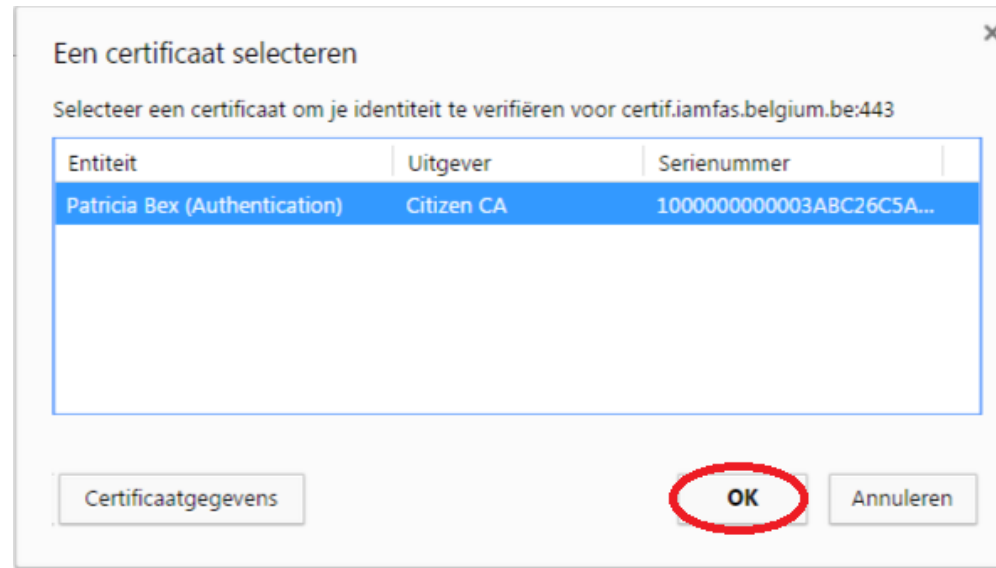 Een certificaat selecteren
Selecteer een certificaat om je identiteit te verifiëren voor certif.iamfas.belgium.be:443
Entiteit Uitgever Serienummer
Patricia Bex (Authentication) Citizen CA 1000000000003ABC26C5A...
Certificaatgegevens OK Annuleren